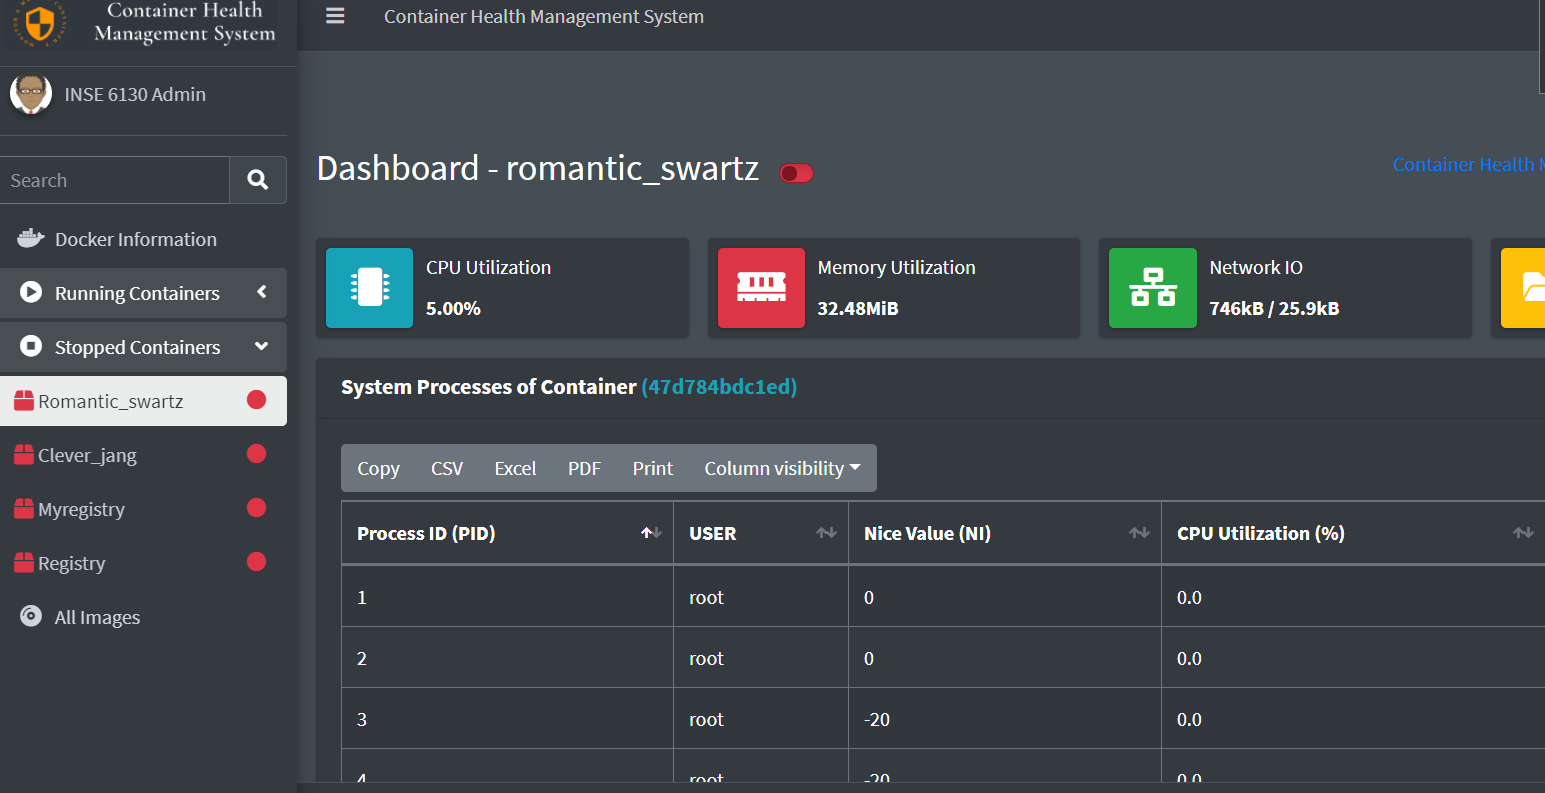 Container Health
Management System
Container Health Management System
INSE 6130 Admin
Search
Docker Information
Running Containers
Stopped Containers
Romantic_swartz
Clever_jang
Myregistry
Registry
All Images
Dashboard - romantic_swartz
Container Health
CPU Utilization
5.00%
Memory Utilization
32.48MiB
Network IO
746kB / 25.9kB
System Processes of Container (47d784bdc1ed)
Copy CSV Excel PDF Print Column visibility
Process ID (PID) USER Nice Value (NI) CPU Utilization (%)
1 root 0 0.0
2 root 0 0.0
3 root -20 0.0
4 root -20 0.0